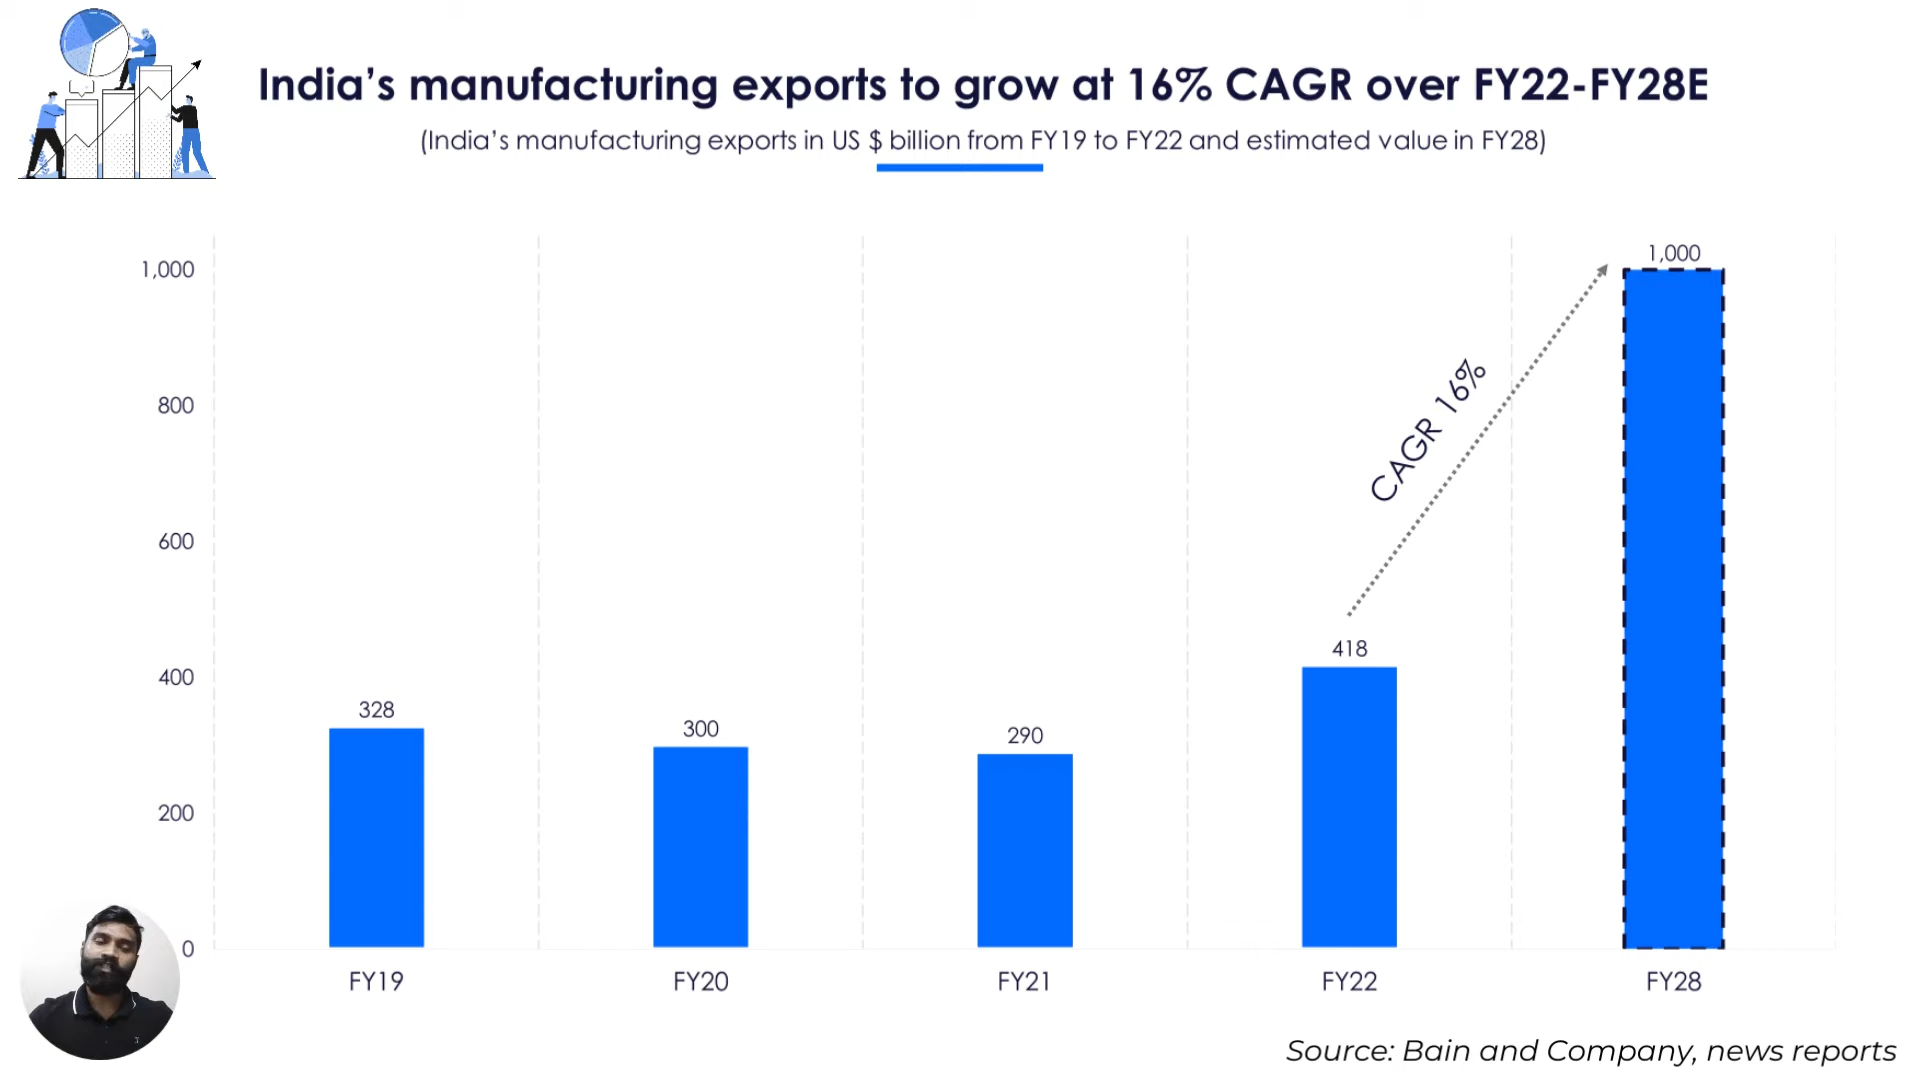 India's manufacturing exports to grow at 16% CAGR over FY22-FY28E
(India's manufacturing exports in US $ billion from FY19 to FY22 and estimated value in FY28)
1,000
800
600
400
200
0
328
300
290
418
1,000
CAGR 16%
FY19
FY20
FY21
FY22
FY28
Source: Bain and Company, news reports